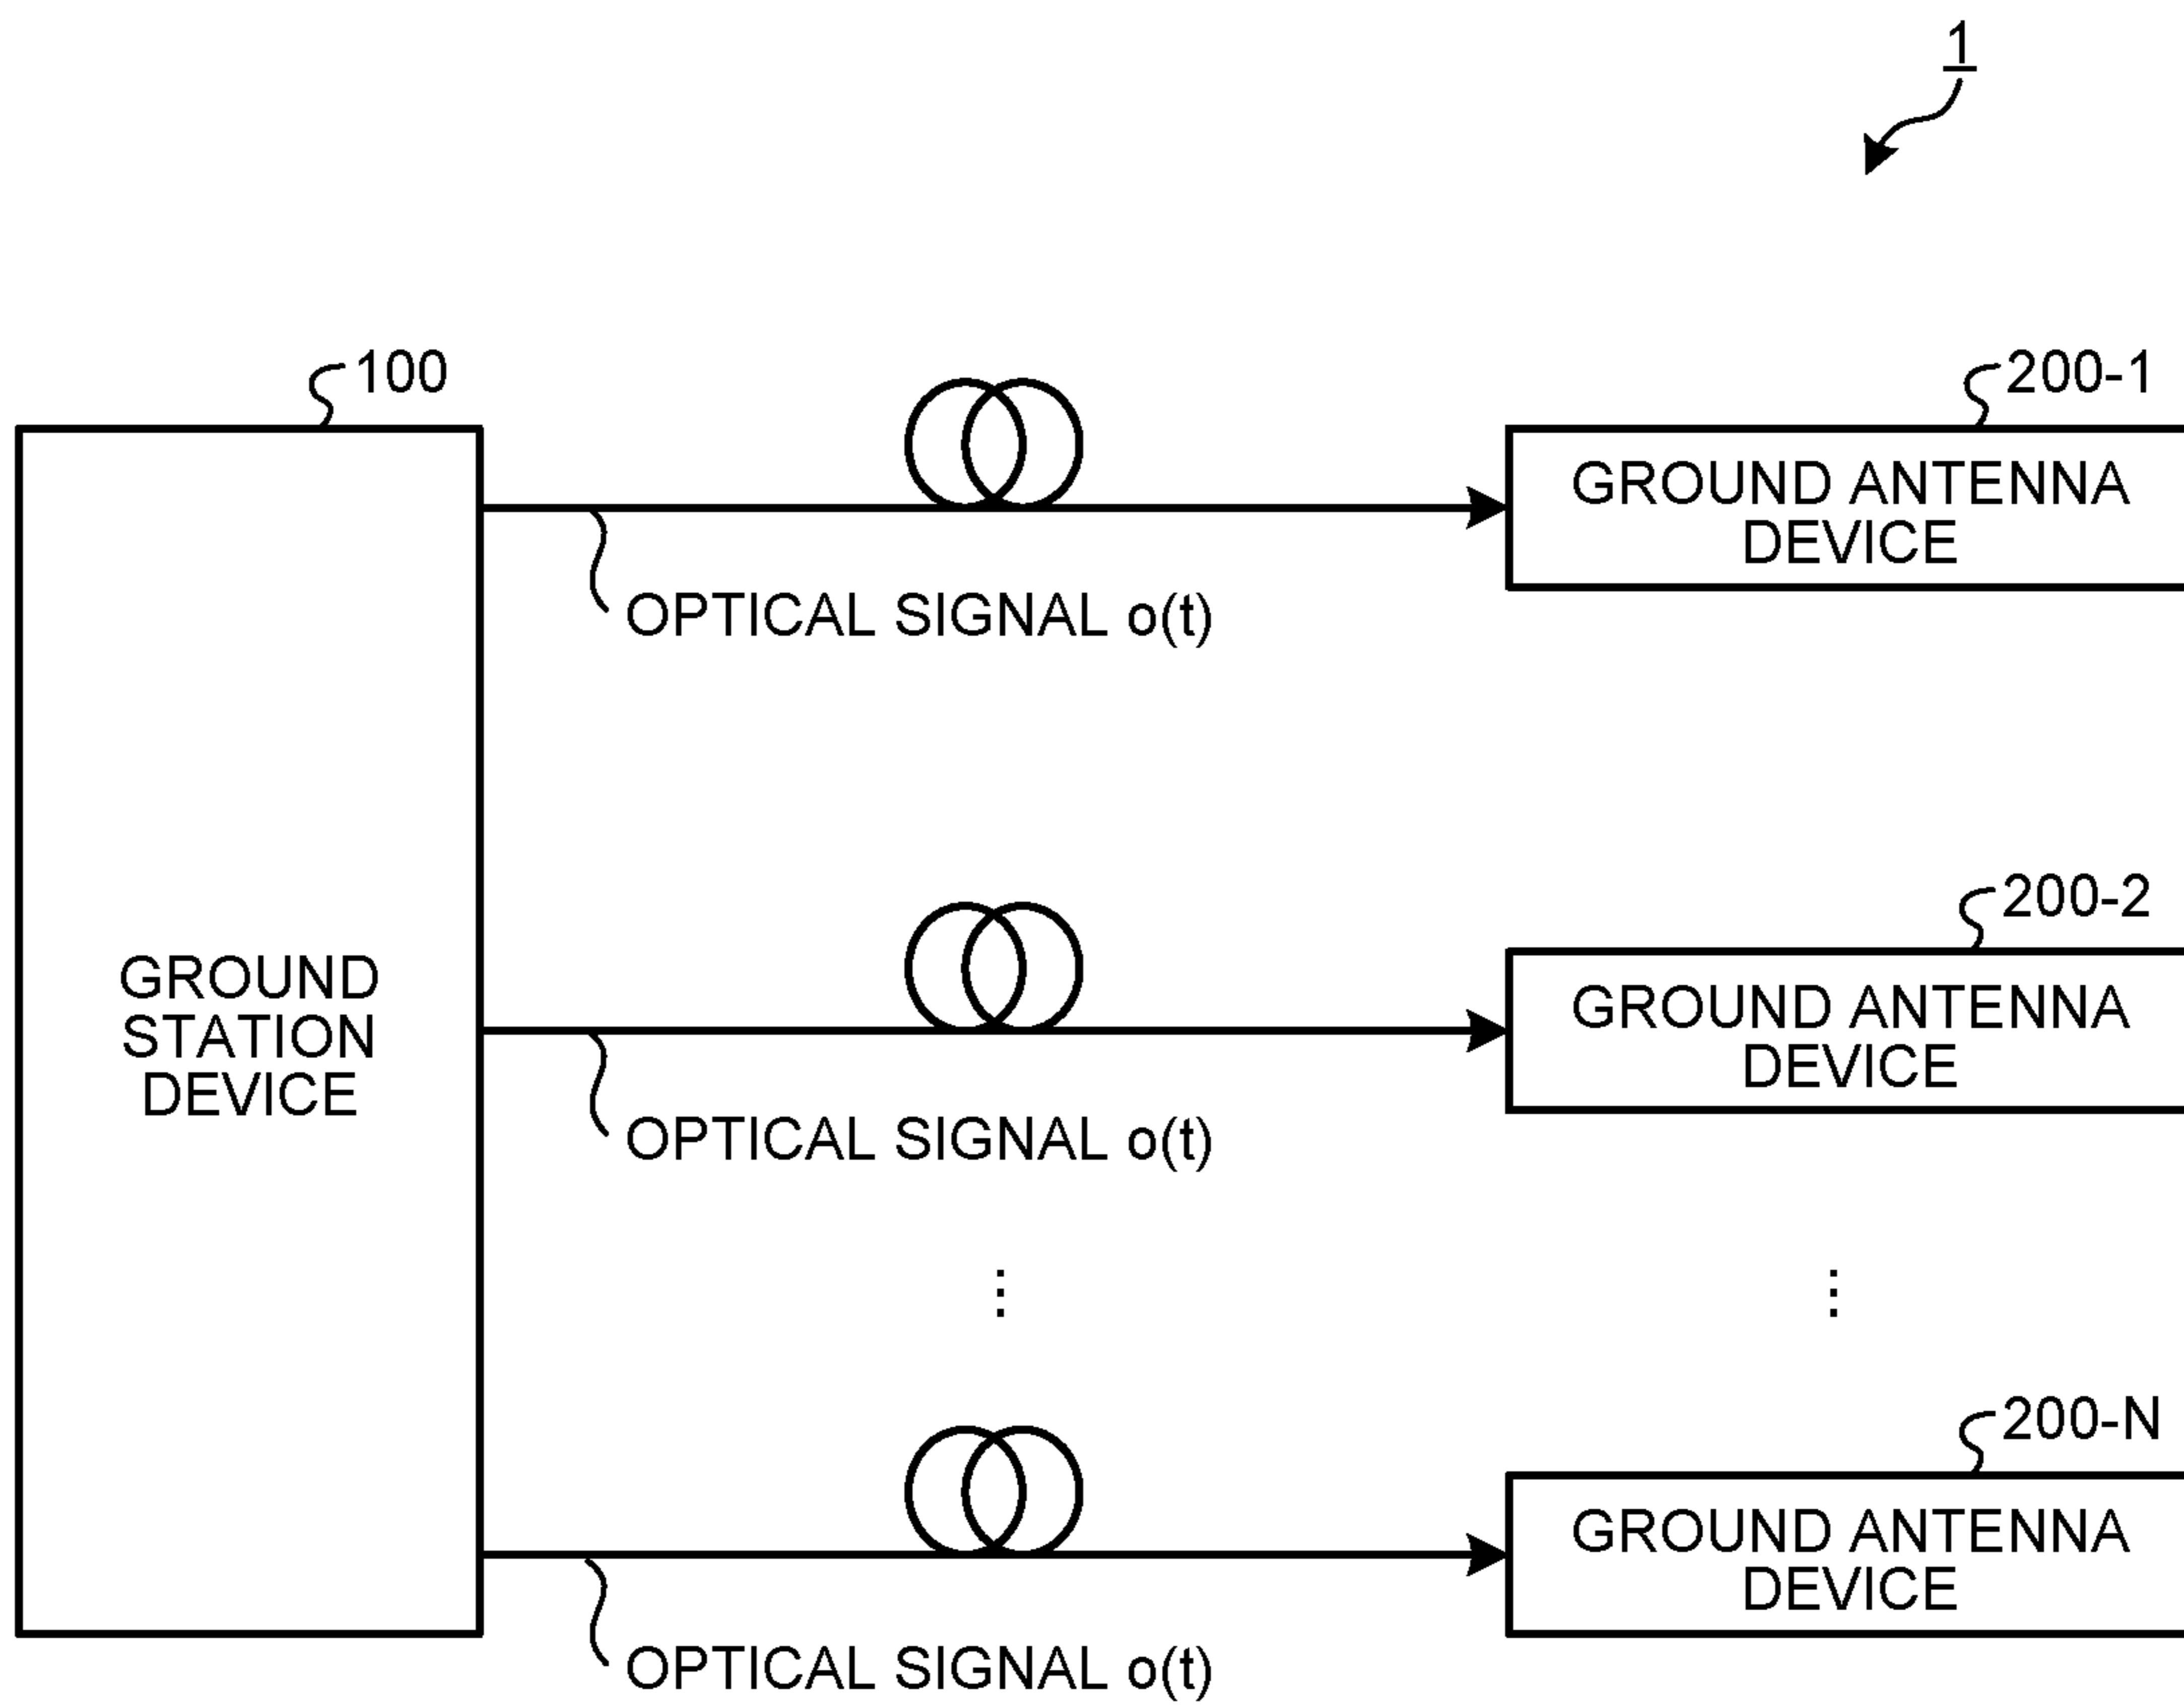 1
100
200-1
GROUND ANTENNA
DEVICE
OPTICAL SIGNAL o(t)
200-2
GROUND
STATION
DEVICE
GROUND ANTENNA
DEVICE
OPTICAL SIGNAL o(t)
200-N
GROUND ANTENNA
DEVICE
OPTICAL SIGNAL o(t)